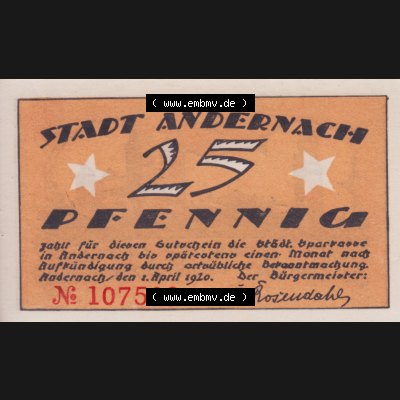 ( www.embmv.de )
STADT ANDERNACH
25
PFENNIG
zahlt für diesen Gutschein die Städt. Sparkasse
in Andernach bis spätestens einen Monat nach
Aufkündigung durch ortsübliche Bekanntmachung.
Andernach, den 1. April 1920. Der Bürgermeister:
№ 1075
Rosendahl
( www.embmv.de )